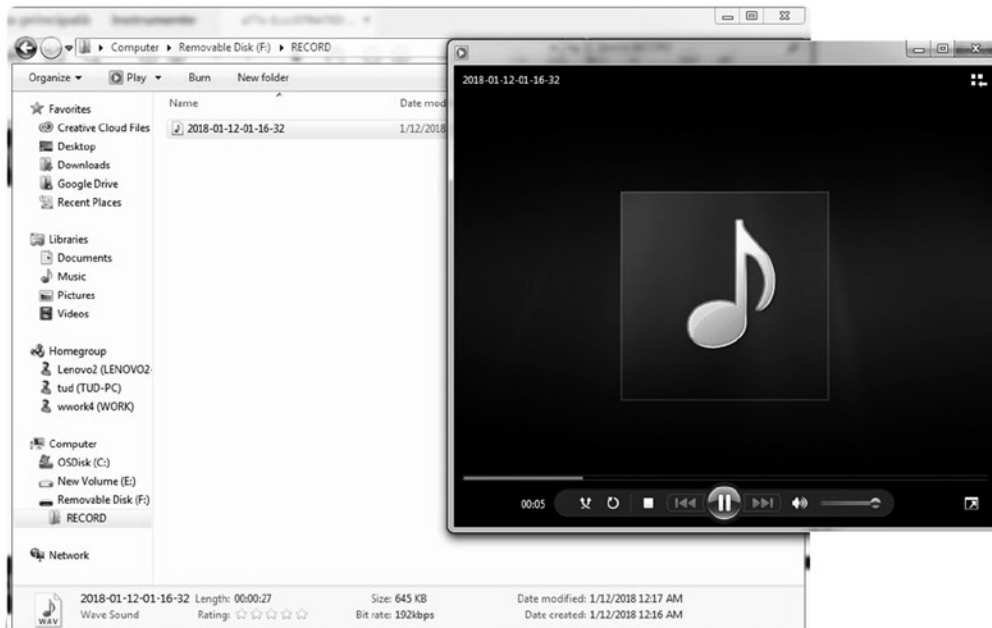 Computer ▸ Removable Disk (F:) ▸ RECORD
Organize ▾ Play ▾ Burn New folder
Name Date mod
2018-01-12-01-16-32 1/12/2018
Favorites
Creative Cloud Files
Desktop
Downloads
Google Drive
Recent Places
Libraries
Documents
Music
Pictures
Videos
Homegroup
Lenovo2 (LENOVO2-
tud (TUD-PC)
wwork4 (WORK)
Computer
OSDisk (C:)
New Volume (E:)
Removable Disk (F:)
RECORD
Network
2018-01-12-01-16-32
00:05
2018-01-12-01-16-32 Length: 00:00:27 Size: 645 KB Date modified: 1/12/2018 12:17 AM
Wave Sound Rating: Bit rate: 192kbps Date created: 1/12/2018 12:16 AM
WAV